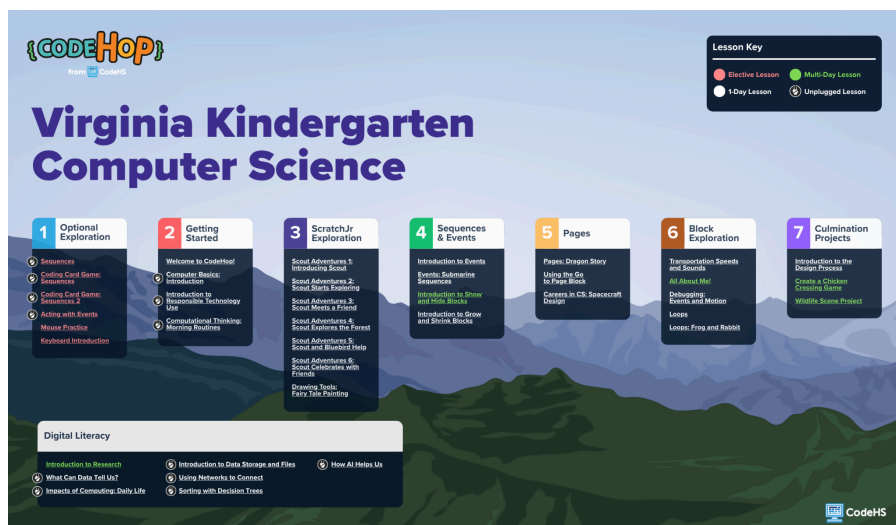 {CODEHOP}
from CodeHS
Lesson Key
Elective Lesson
Multi-Day Lesson
1-Day Lesson
Unplugged Lesson
Virginia Kindergarten
Computer Science
1 Optional
Exploration
Sequences
Coding Card Game:
Sequences
Coding Card Game:
Sequences 2
Acting with Events
Mouse Practice
Keyboard Introduction
2 Getting
Started
Welcome to CodeHop!
Computer Basics:
Introduction
Introduction to
Responsible Technology
Use
Computational Thinking:
Morning Routines
3 ScratchJr
Exploration
Scout Adventures 1:
Introducing Scout
Scout Adventures 2:
Scout Starts Exploring
Scout Adventures 3:
Scout Meets a Friend
Scout Adventures 4:
Scout Explores the Forest
Scout Adventures 5:
Scout and Bluebird Help
Scout Adventures 6:
Scout Celebrates with
Friends
Drawing Tools:
Fairy Tale Painting
4 Sequences
& Events
Introduction to Events
Events: Submarine
Sequences
Introduction to Show
and Hide Blocks
Introduction to Grow
and Shrink Blocks
5 Pages
Pages: Dragon Story
Using the Go
to Page Block
Careers in CS: Spacecraft
Design
6 Block
Exploration
Transportation Speeds
and Sounds
All About Me!
Debugging:
Events and Motion
Loops
Loops: Frog and Rabbit
7 Culmination
Projects
Introduction to the
Design Process
Create a Chicken
Crossing Game
Wildlife Scene Project
Digital Literacy
Introduction to Research
What Can Data Tell Us?
Impacts of Computing: Daily Life
Introduction to Data Storage and Files
Using Networks to Connect
Sorting with Decision Trees
How AI Helps Us
CodeHS